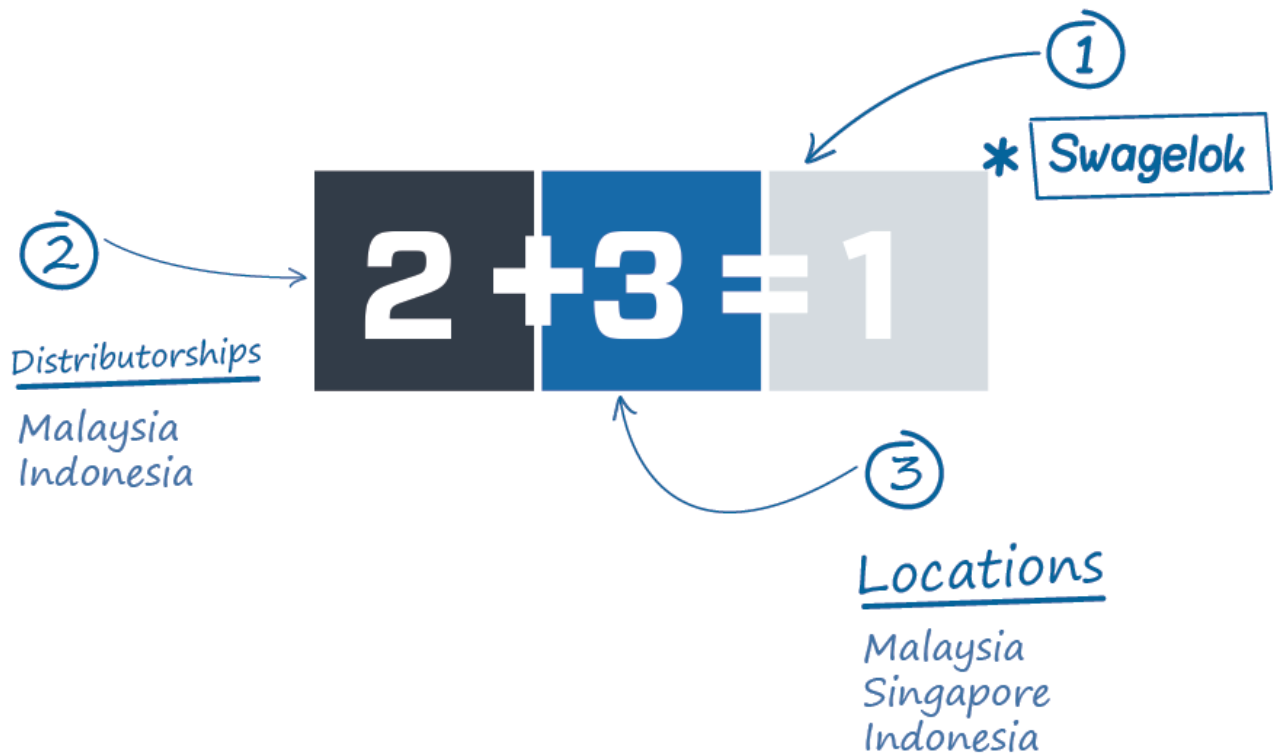 1
* Swagelok
2 + 3 = 1
2
Distributorships
Malaysia
Indonesia
3
Locations
Malaysia
Singapore
Indonesia